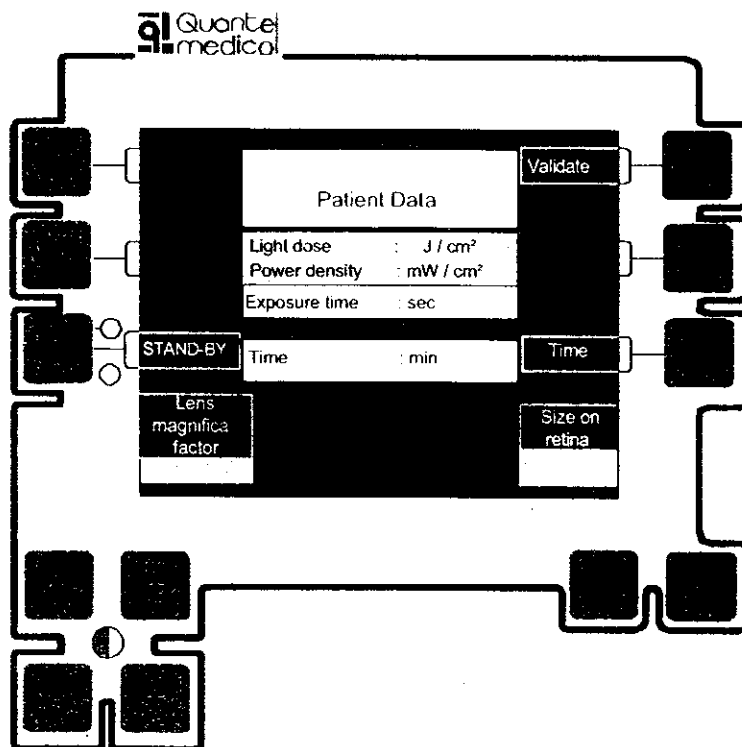 Quantel
medical
Validate
Patient Data
Light dose : J / cm²
Power density : mW / cm²
Exposure time : sec
STAND-BY
Time : min
Time
Lens
magnifica
factor
Size on
retina